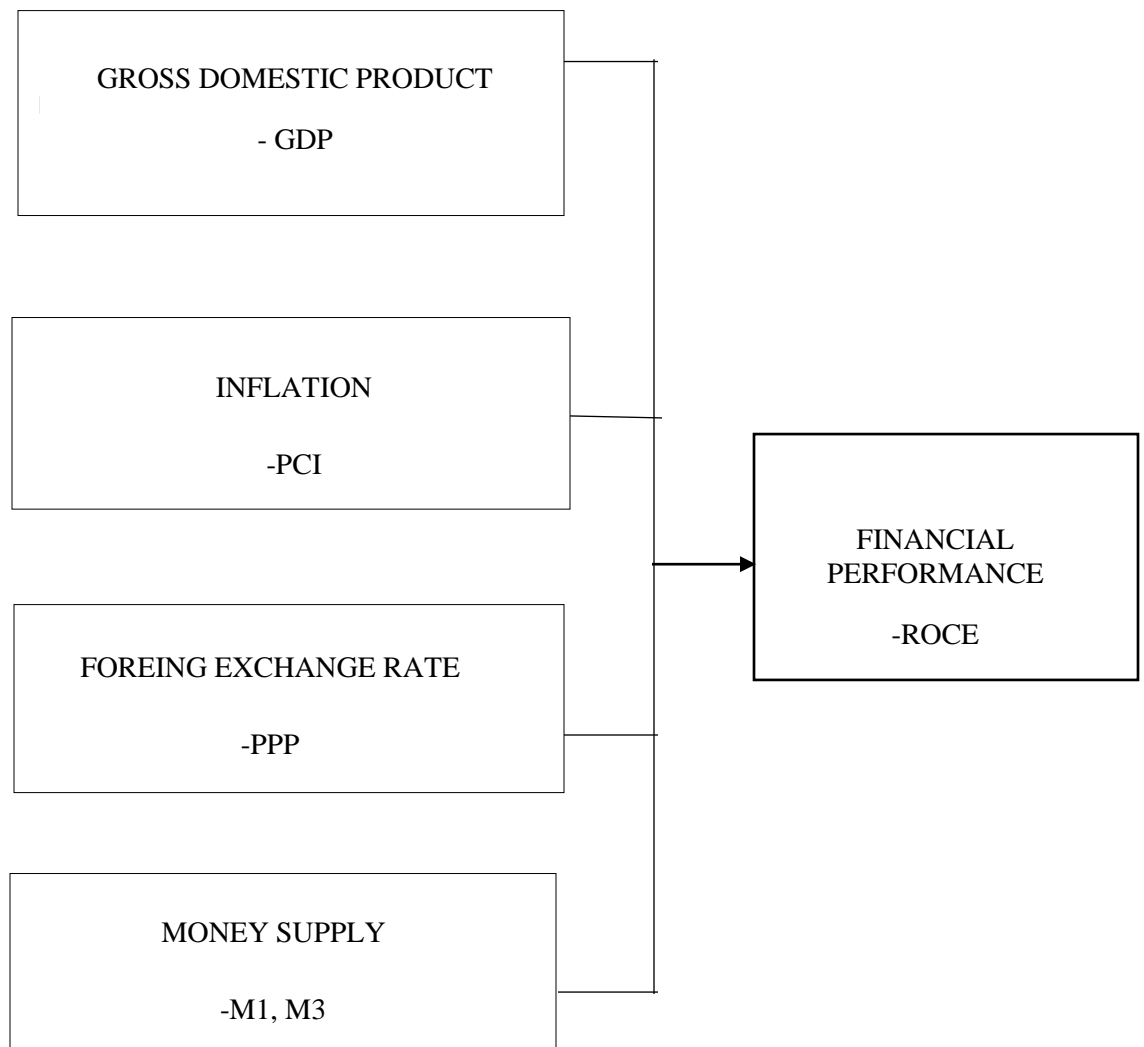 GROSS DOMESTIC PRODUCT
- GDP
INFLATION
-PCI
FOREING EXCHANGE RATE
-PPP
MONEY SUPPLY
-M1, M3
FINANCIAL
PERFORMANCE
-ROCE